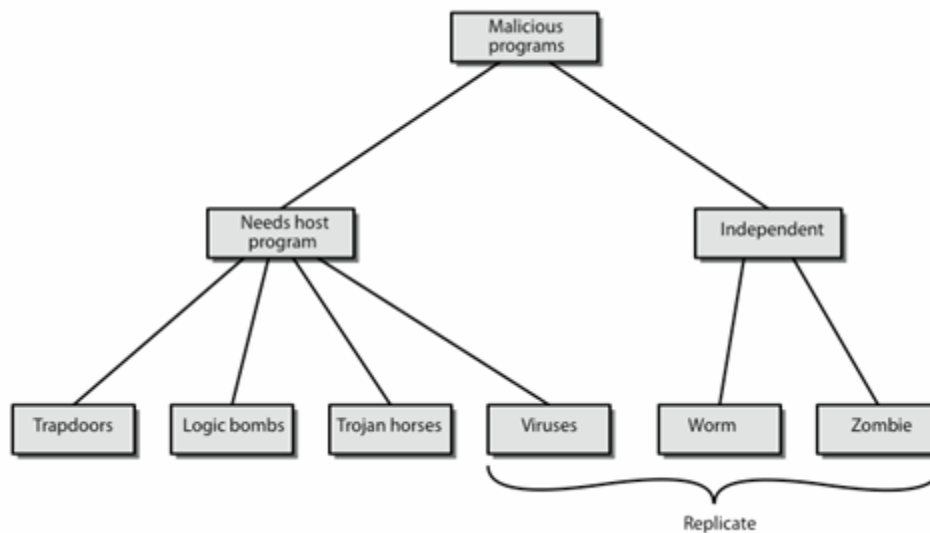 Malicious
programs
Needs host
program
Independent
Trapdoors
Logic bombs
Trojan horses
Viruses
Worm
Zombie
Replicate